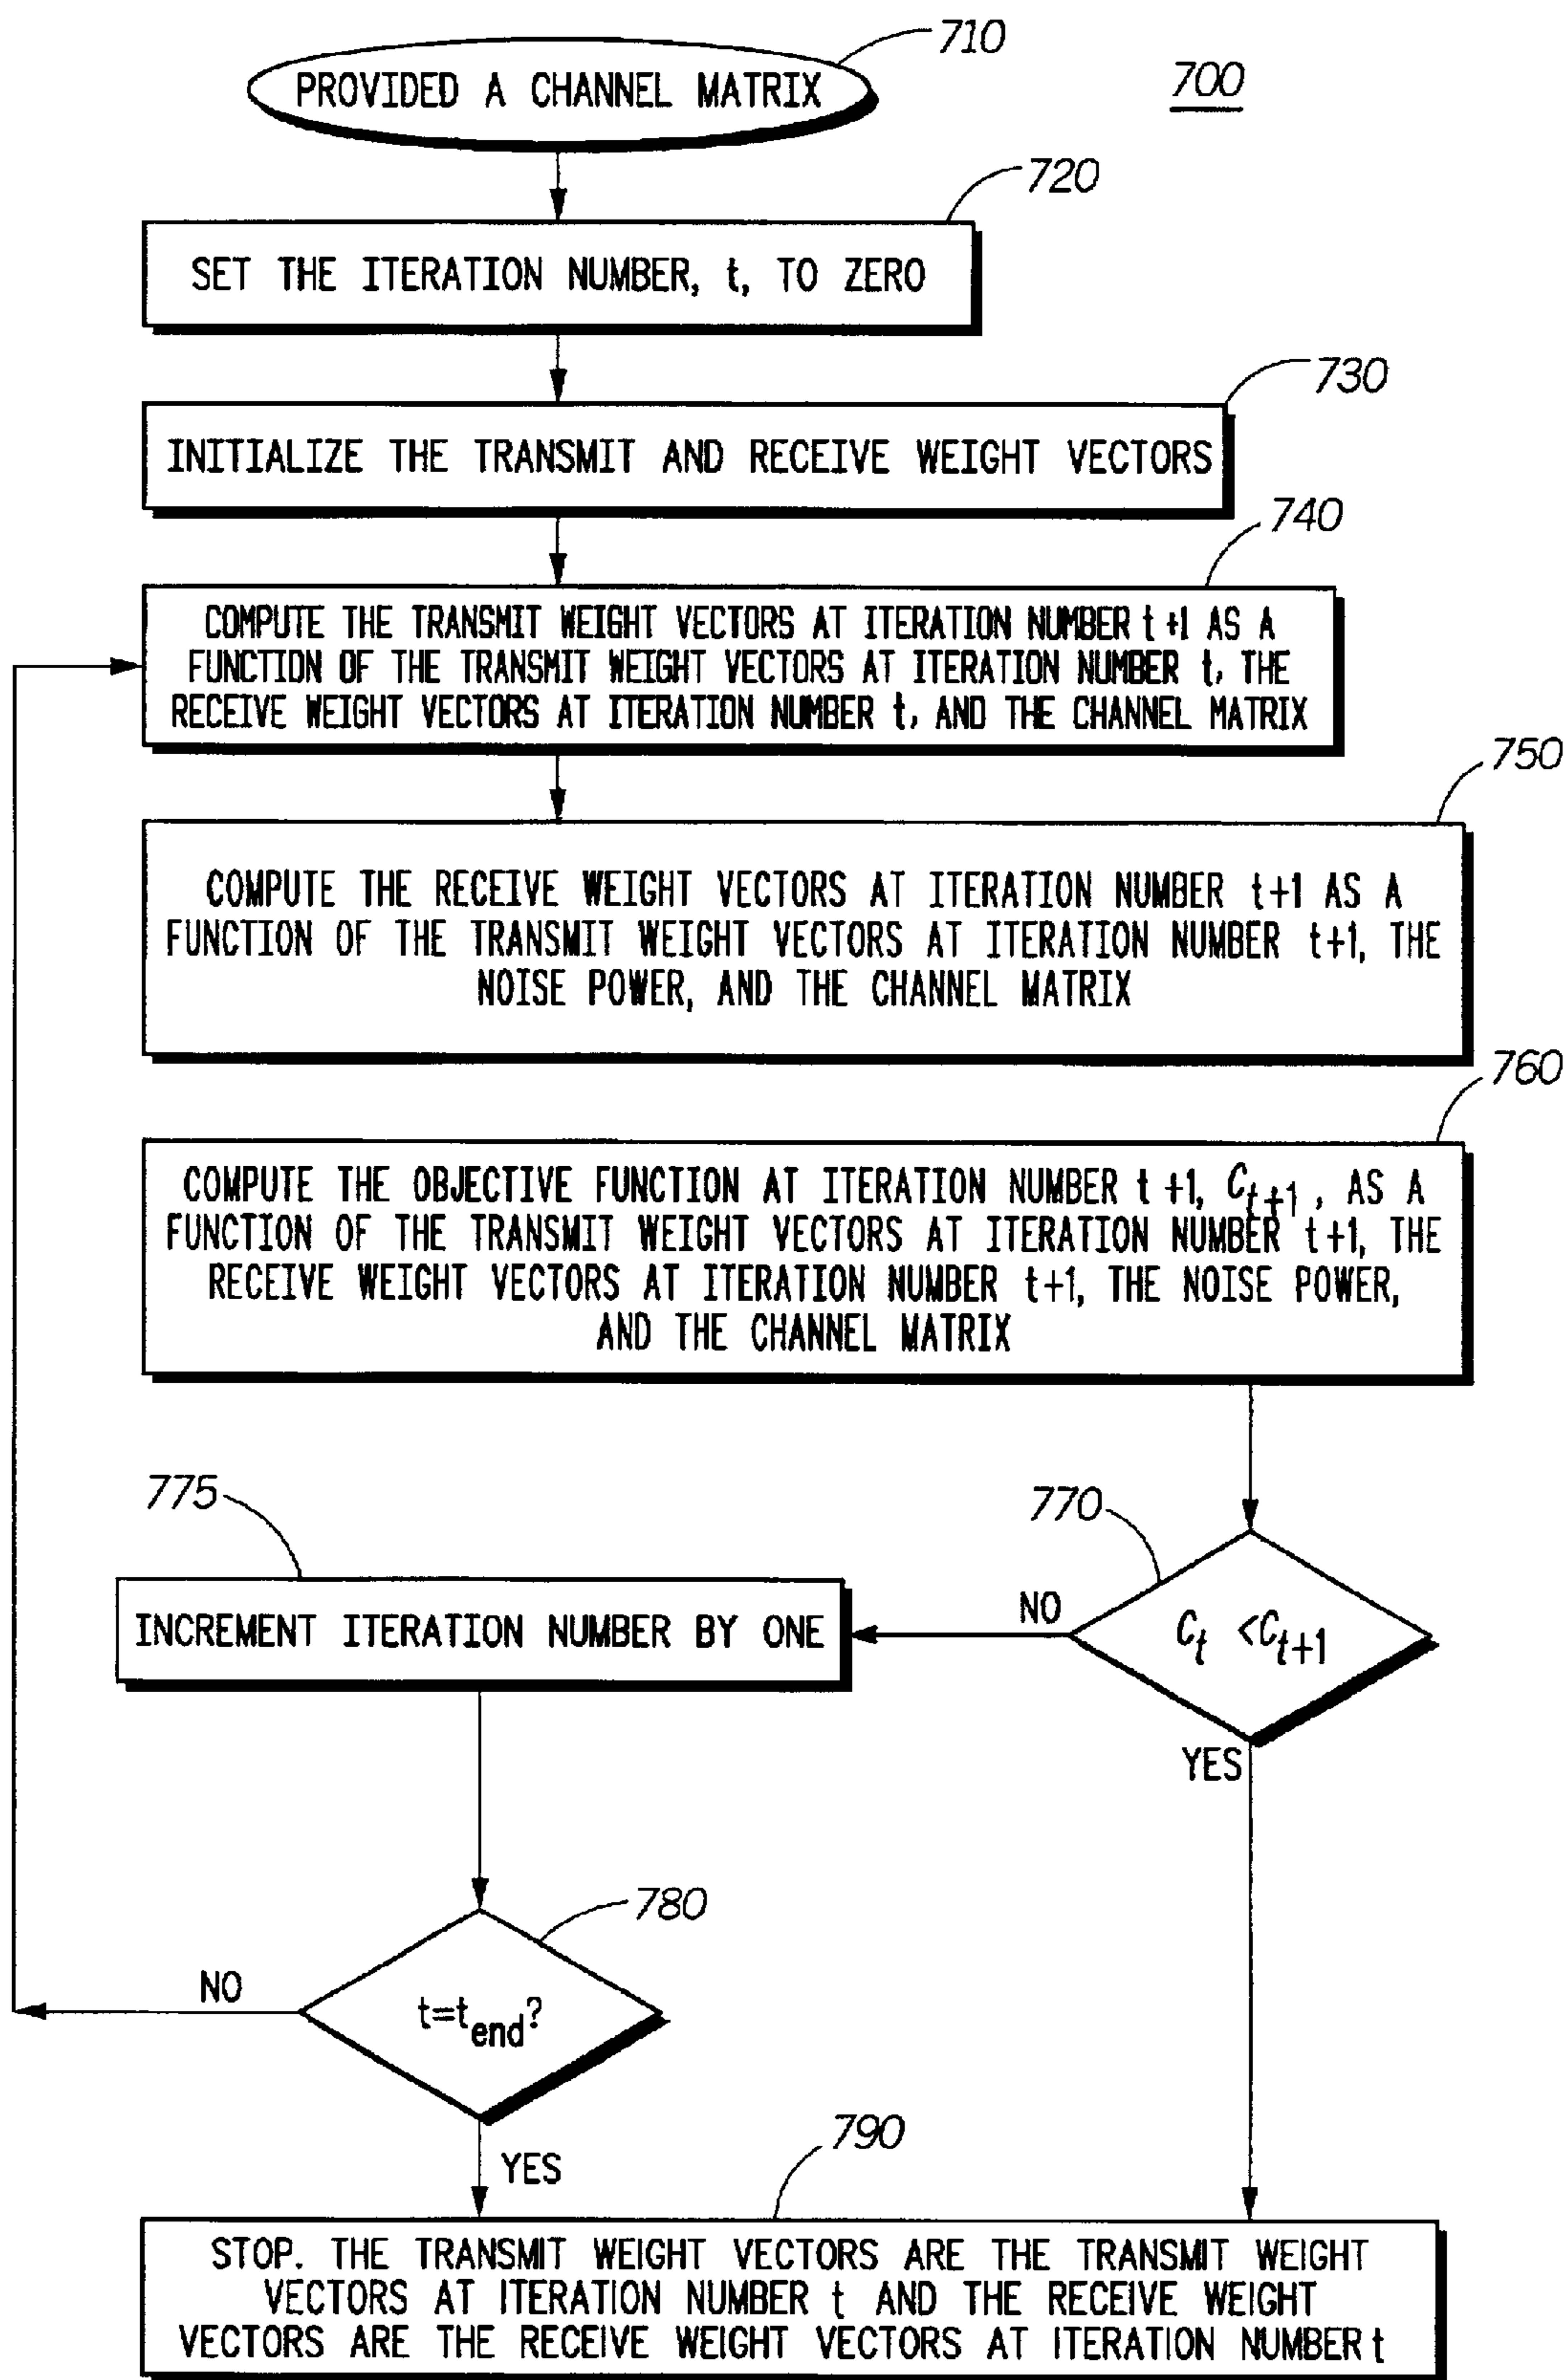 710
PROVIDED A CHANNEL MATRIX
700
720
SET THE ITERATION NUMBER, t, TO ZERO
730
INITIALIZE THE TRANSMIT AND RECEIVE WEIGHT VECTORS
740
COMPUTE THE TRANSMIT WEIGHT VECTORS AT ITERATION NUMBER t+1 AS A
FUNCTION OF THE TRANSMIT WEIGHT VECTORS AT ITERATION NUMBER t, THE
RECEIVE WEIGHT VECTORS AT ITERATION NUMBER t, AND THE CHANNEL MATRIX
750
COMPUTE THE RECEIVE WEIGHT VECTORS AT ITERATION NUMBER t+1 AS A
FUNCTION OF THE TRANSMIT WEIGHT VECTORS AT ITERATION NUMBER t+1, THE
NOISE POWER, AND THE CHANNEL MATRIX
760
COMPUTE THE OBJECTIVE FUNCTION AT ITERATION NUMBER t+1, C_{t+1}, AS A
FUNCTION OF THE TRANSMIT WEIGHT VECTORS AT ITERATION NUMBER t+1, THE
RECEIVE WEIGHT VECTORS AT ITERATION NUMBER t+1, THE NOISE POWER,
AND THE CHANNEL MATRIX
775
770
INCREMENT ITERATION NUMBER BY ONE
NO
C_t <C_{t+1}
YES
780
NO
t=t_{end}?
YES
790
STOP. THE TRANSMIT WEIGHT VECTORS ARE THE TRANSMIT WEIGHT
VECTORS AT ITERATION NUMBER t AND THE RECEIVE WEIGHT
VECTORS ARE THE RECEIVE WEIGHT VECTORS AT ITERATION NUMBER t